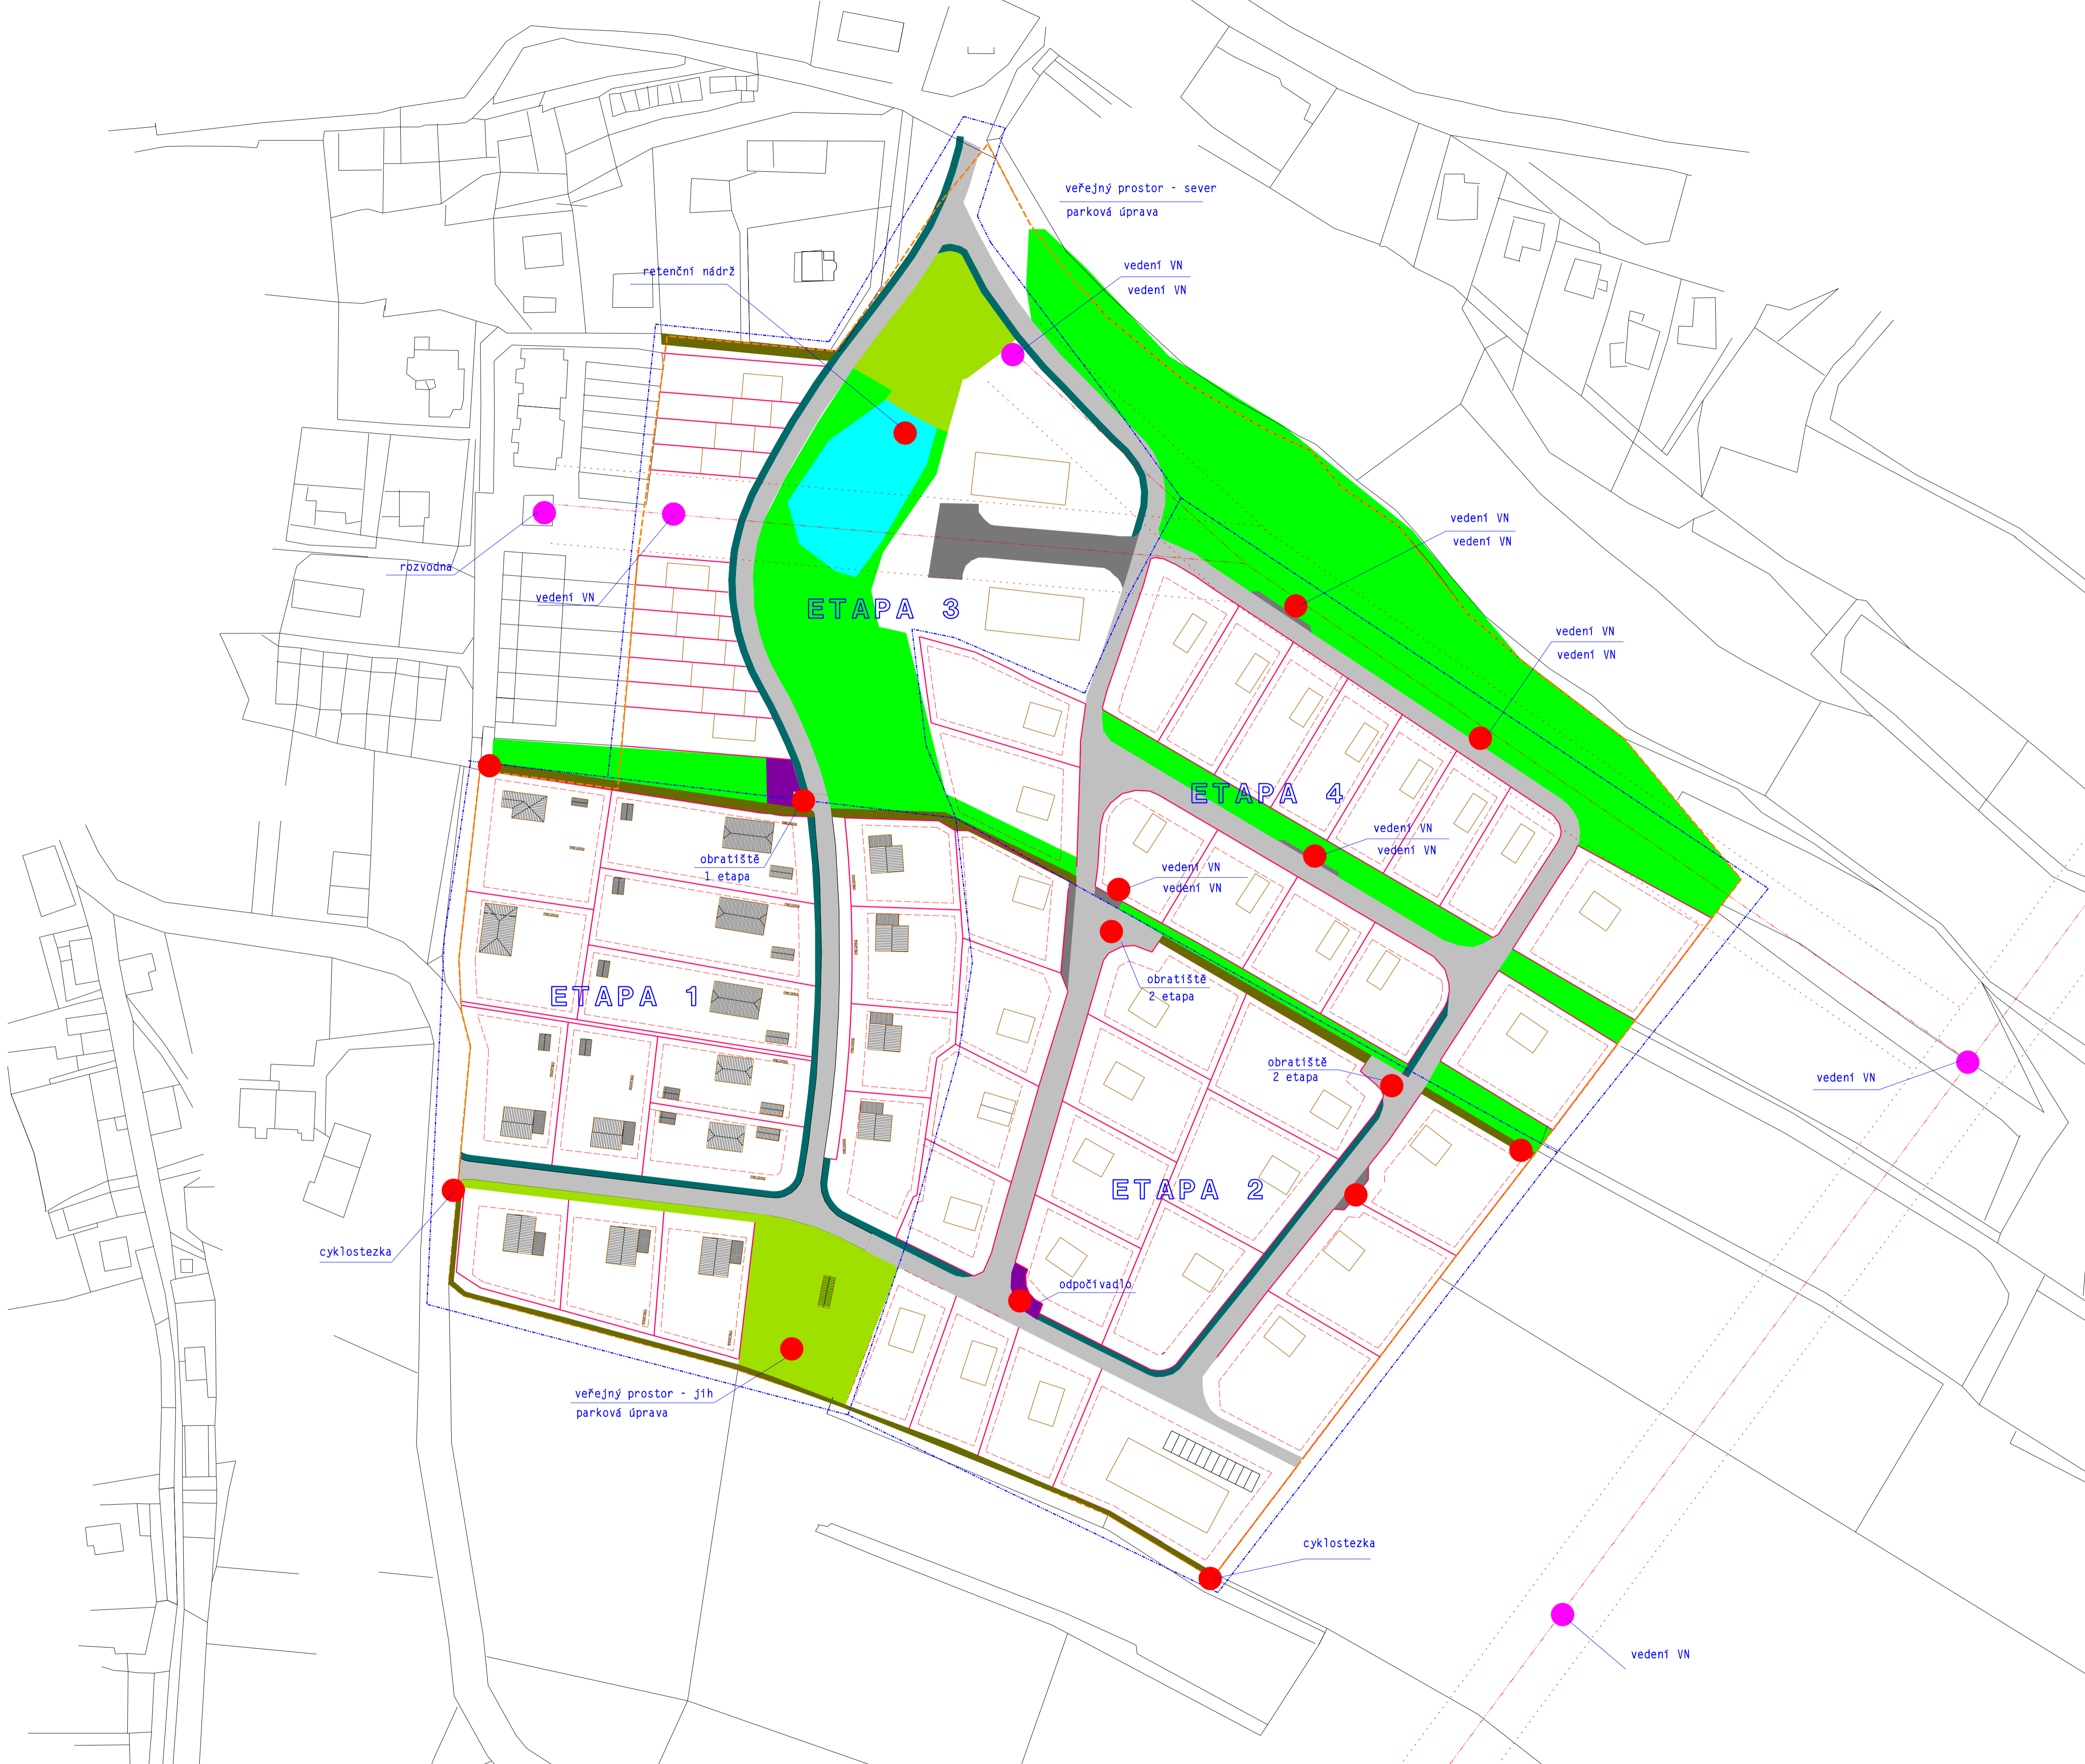 veřejný prostor - sever
parková úprava
retenční nádrž
vedení VN
vedení VN
vedení VN
vedení VN
rozvodna
vedení VN
ETAPA 3
vedení VN
vedení VN
ETAPA 4
vedení VN
vedení VN
obratiště
1 etapa
vedení VN
vedení VN
ETAPA 1
obratiště
2 etapa
obratiště
2 etapa
vedení VN
ETAPA 2
cyklostezka
odpočívadlo
veřejný prostor - jih
parková úprava
cyklostezka
vedení VN